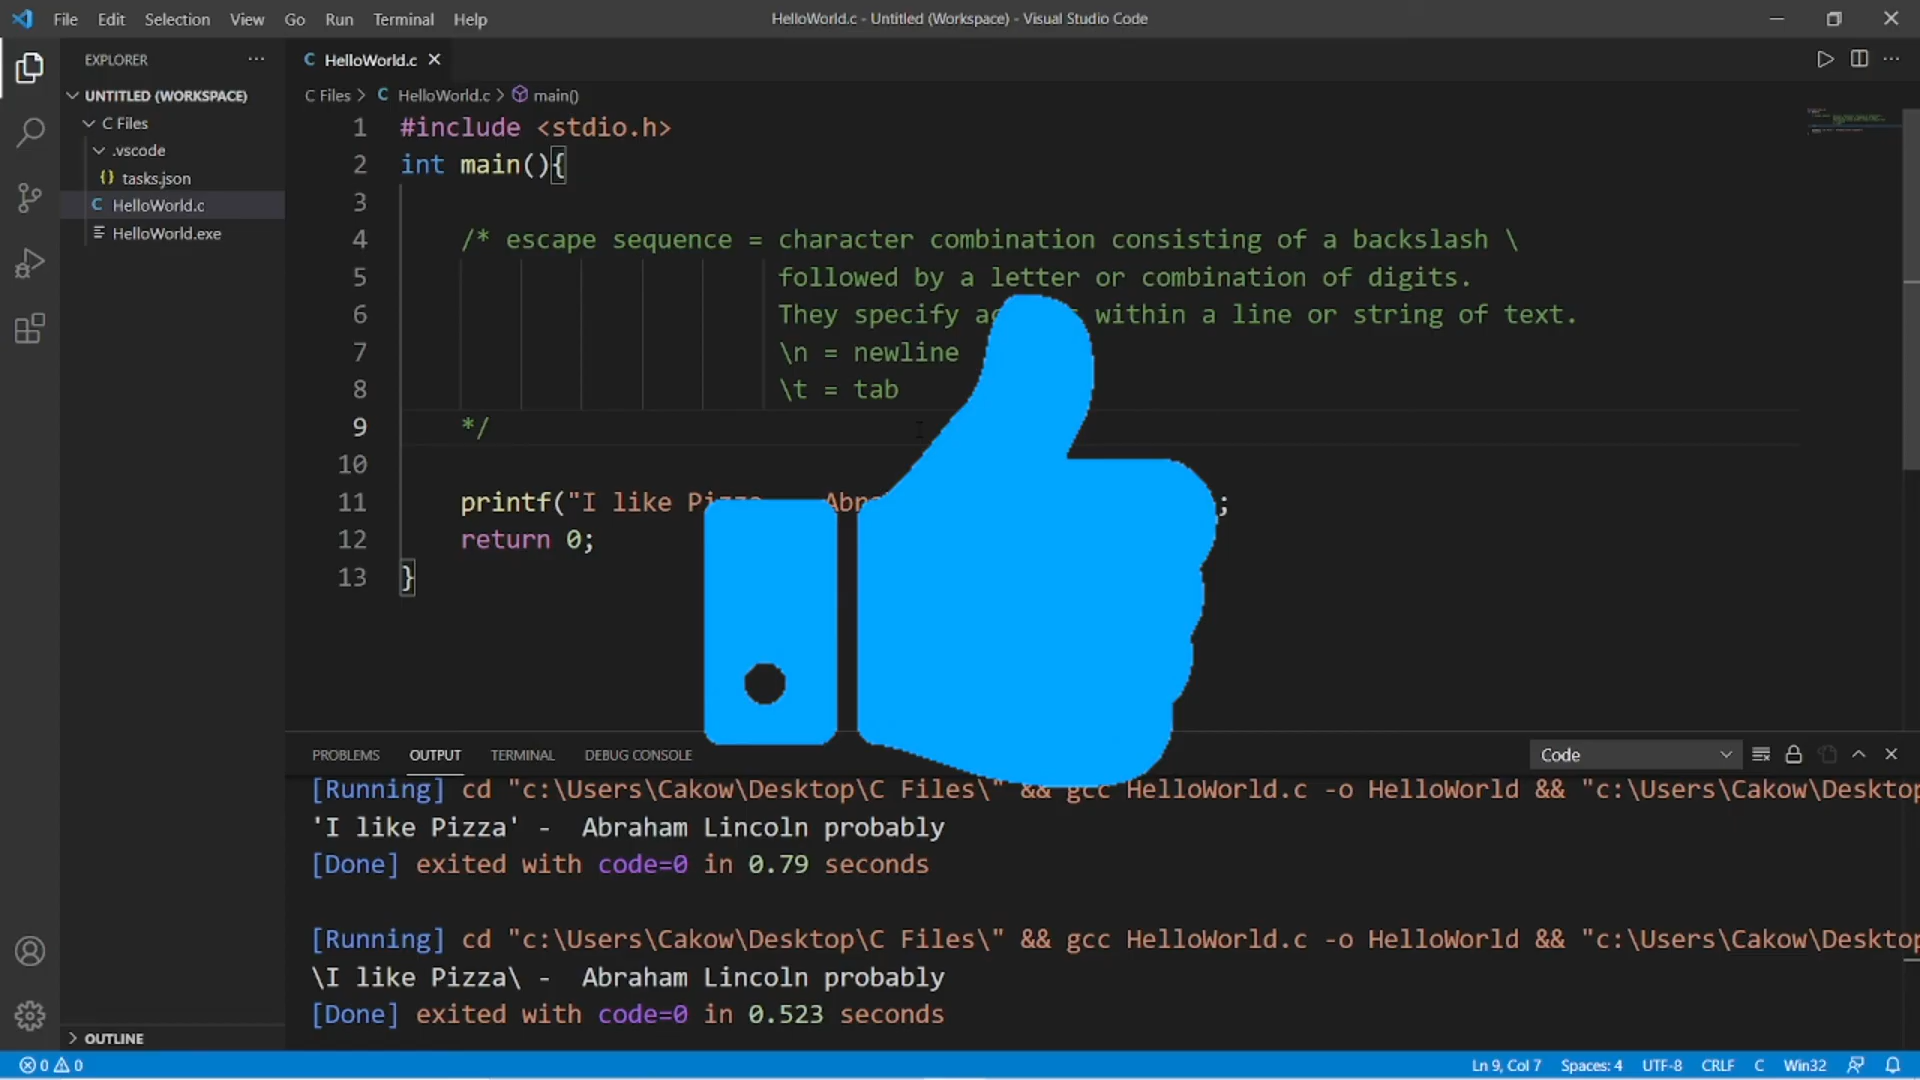 File Edit Selection View Go Run Terminal Help
HelloWorld.c - Untitled (Workspace) - Visual Studio Code
EXPLORER
UNTITLED (WORKSPACE)
C Files
.vscode
{} tasks.json
C HelloWorld.c
HelloWorld.exe
OUTLINE
C HelloWorld.c
C Files > C HelloWorld.c > main()
1 #include <stdio.h>
2 int main(){
3
4 /* escape sequence = character combination consisting of a backslash \
5 followed by a letter or combination of digits.
6 They specify within a line or string of text.
7 \n = newline
8 \t = tab
9 */
10
11 printf("I like ;
12 return 0;
13 }
PROBLEMS OUTPUT TERMINAL DEBUG CONSOLE
Code
[Running] cd "c:\Users\Cakow\Desktop\C Files\" && gcc HelloWorld.c -o HelloWorld && "c:\Users\Cakow\Desktop
'I like Pizza' -  Abraham Lincoln probably
[Done] exited with code=0 in 0.79 seconds
[Running] cd "c:\Users\Cakow\Desktop\C Files\" && gcc HelloWorld.c -o HelloWorld && "c:\Users\Cakow\Desktop
\I like Pizza\ -  Abraham Lincoln probably
[Done] exited with code=0 in 0.523 seconds
0 0
Ln 9, Col 7 Spaces: 4 UTF-8 CRLF C Win32